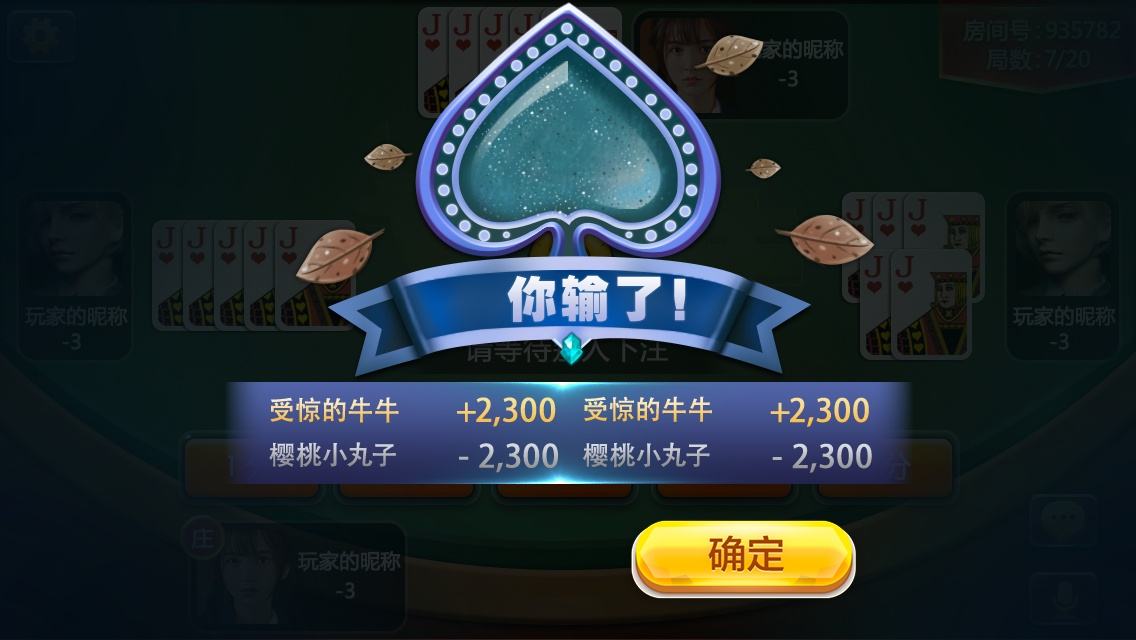 房间号:935782
局数:7/20
家的昵称
-3
J J J J
J J J J J
J J J
J J
玩家的昵称
-3
玩家的昵称
-3
你输了!
请等待 人下注
受惊的牛牛 +2,300 受惊的牛牛 +2,300
樱桃小丸子 - 2,300 樱桃小丸子 - 2,300
分
庄
玩家的昵称
-3
确定